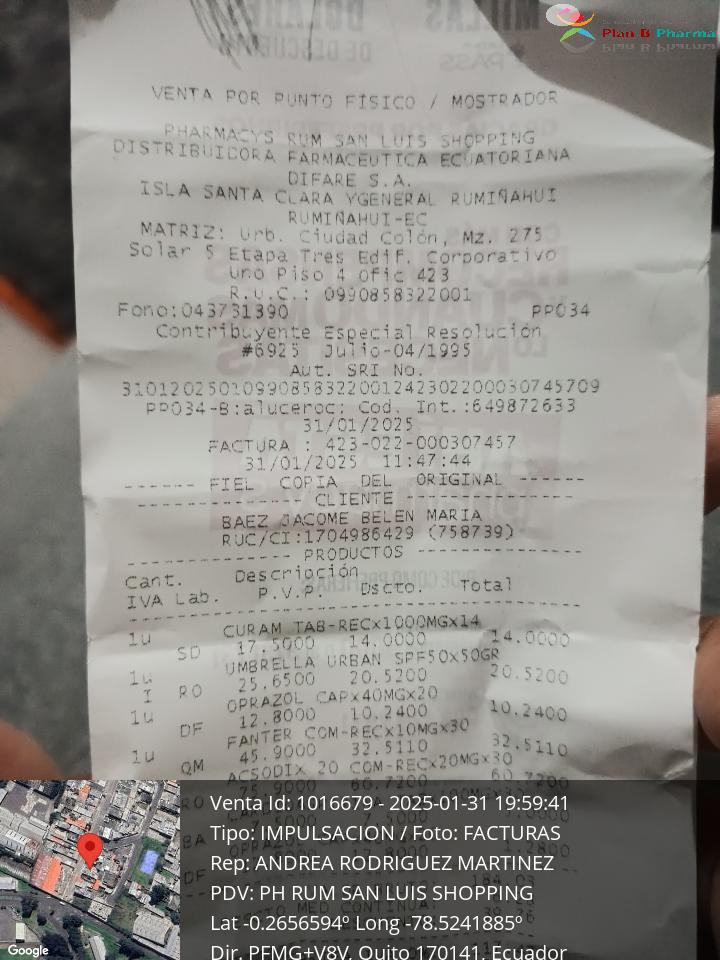 Plan B Pharma
VENTA POR PUNTO FÍSICO / MOSTRADOR
PHARMACYS RUM SAN LUIS SHOPPING
DISTRIBUIDORA FARMACEUTICA ECUATORIANA
DIFARE S.A.
ISLA SANTA CLARA YGENERAL RUMIÑAHUI
RUMIÑAHUI-EC
MATRIZ: Urb. Ciudad Colón, Mz. 275
Solar 5 Etapa Tres Edif. Corporativo
Uno Piso 4 Ofic 423
R.U.C.: 0990858322001
Fono:043731390 PP034
Contribuyente Especial Resolución
#6925 Julio-04/1995
Aut. SRI No.
31012025010990858322001242302200030745709
PP034-B:aluceroc: Cod. Int.:649872633
31/01/2025
FACTURA : 423-022-000307457
31/01/2025 11:47:44
------ FIEL COPIA DEL ORIGINAL ------
-------------- CLIENTE --------------
BAEZ JACOME BELEN MARIA
RUC/CI:1704986429 (758739)
------------- PRODUCTOS -------------
Cant. Descripción
IVA Lab. P.V.P. Dscto. Total
1u CURAM TAB-RECx1000MGx14
SD 17.5000 14.0000 14.0000
1u UMBRELLA URBAN SPF50x50GR
I RO 25.6500 20.5200 20.5200
1u OPRAZOL CAPx40MGx20
DF 12.8000 10.2400 10.2400
1u FANTER COM-RECx10MGx30
QM 45.9000 32.5110 32.5110
ACSODIX 20 COM-RECx20MGx30
RO 75.9000 60.7200 60.7200
Venta Id: 1016679 - 2025-01-31 19:59:41
Tipo: IMPULSACION / Foto: FACTURAS
Rep: ANDREA RODRIGUEZ MARTINEZ
PDV: PH RUM SAN LUIS SHOPPING
Lat -0.2656594º Long -78.5241885º
Dir. PFMG+V8V, Quito 170141, Ecuador
Google